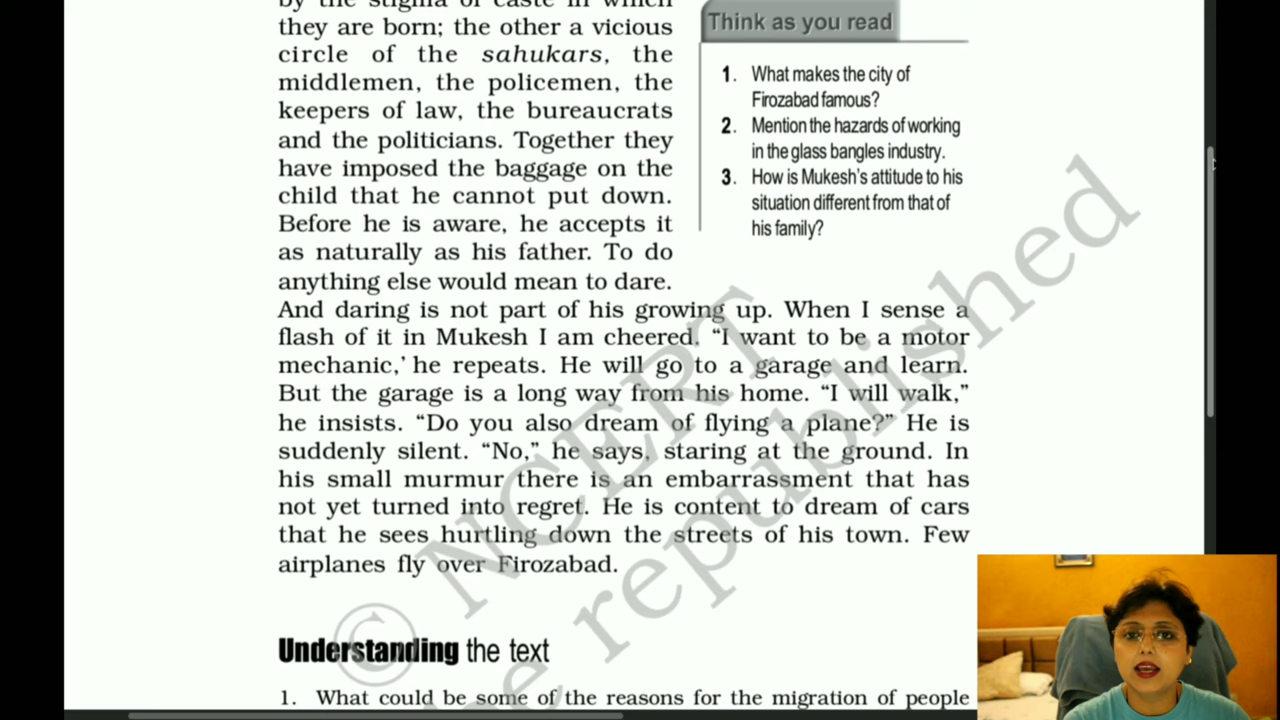 by the stigma of caste in which
they are born; the other a vicious
circle of the sahukars, the
middlemen, the policemen, the
keepers of law, the bureaucrats
and the politicians. Together they
have imposed the baggage on the
child that he cannot put down.
Before he is aware, he accepts it
as naturally as his father. To do
anything else would mean to dare.
And daring is not part of his growing up. When I sense a
flash of it in Mukesh I am cheered. “I want to be a motor
mechanic,’ he repeats. He will go to a garage and learn.
But the garage is a long way from his home. “I will walk,”
he insists. “Do you also dream of flying a plane?” He is
suddenly silent. “No,” he says, staring at the ground. In
his small murmur there is an embarrassment that has
not yet turned into regret. He is content to dream of cars
that he sees hurtling down the streets of his town. Few
airplanes fly over Firozabad.
Think as you read
1. What makes the city of
Firozabad famous?
2. Mention the hazards of working
in the glass bangles industry.
3. How is Mukesh’s attitude to his
situation different from that of
his family?
Understanding the text
1. What could be some of the reasons for the migration of people
© NCERT
be republished